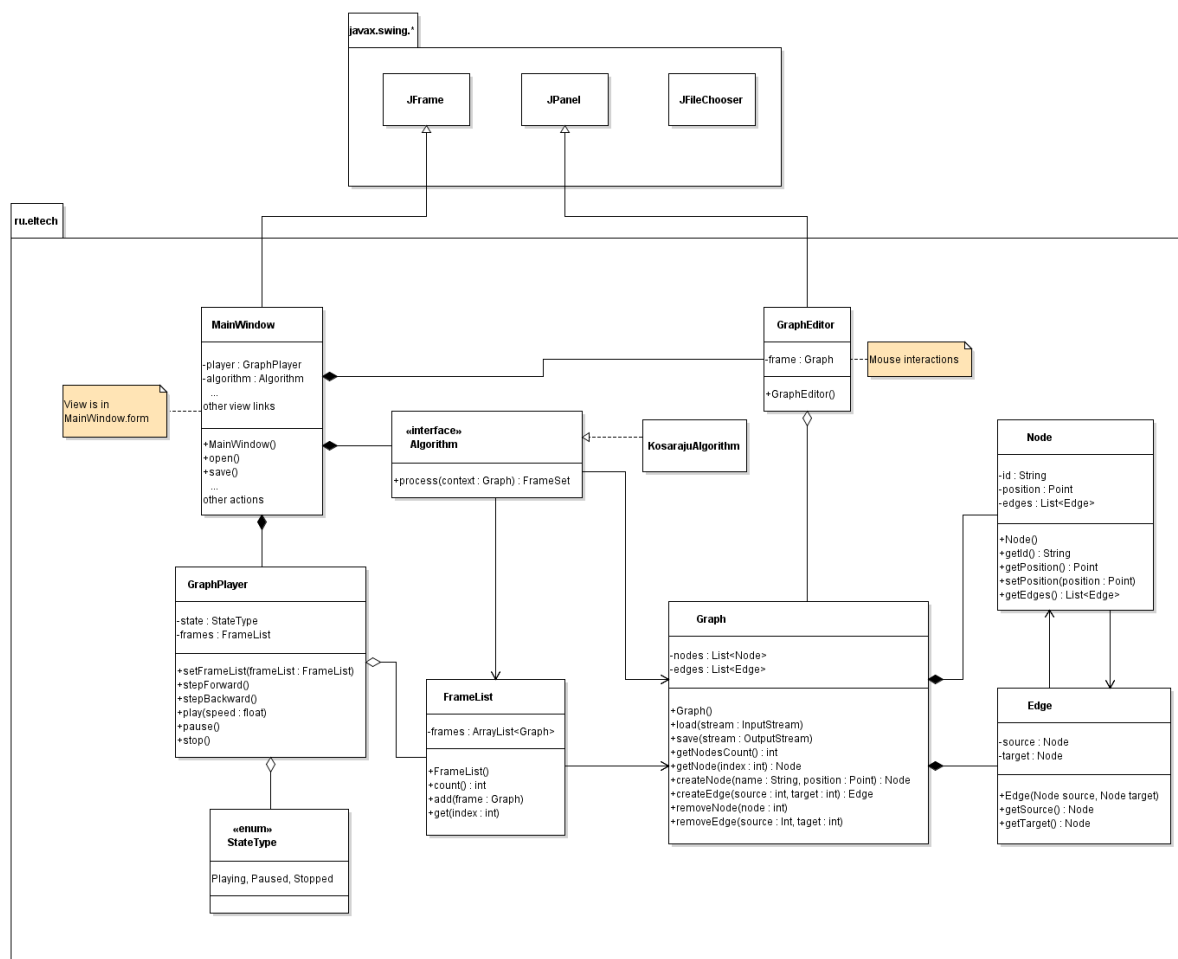 javax.swing.*
JFrame
JPanel
JFileChooser
ru.eltech
MainWindow
-player : GraphPlayer
-algorithm : Algorithm
...
other view links
+MainWindow()
+open()
+save()
...
other actions
View is in
MainWindow.form
GraphEditor
-frame : Graph
+GraphEditor()
Mouse interactions
«interface»
Algorithm
+process(context : Graph) : FrameSet
KosarajuAlgorithm
Node
-id : String
-position : Point
-edges : List<Edge>
+Node()
+getId() : String
+getPosition() : Point
+setPosition(position : Point)
+getEdges() : List<Edge>
GraphPlayer
-state : StateType
-frames : FrameList
+setFrameList(frameList : FrameList)
+stepForward()
+stepBackward()
+play(speed : float)
+pause()
+stop()
FrameList
-frames : ArrayList<Graph>
+FrameList()
+count() : int
+add(frame : Graph)
+get(index : int)
Graph
-nodes : List<Node>
-edges : List<Edge>
+Graph()
+load(stream : InputStream)
+save(stream : OutputStream)
+getNodesCount() : int
+getNode(index : int) : Node
+createNode(name : String, position : Point) : Node
+createEdge(source : int, target : int) : Edge
+removeNode(node : int)
+removeEdge(source : Int, taget : int)
Edge
-source : Node
-target : Node
+Edge(Node source, Node target)
+getSource() : Node
+getTarget() : Node
«enum»
StateType
Playing, Paused, Stopped